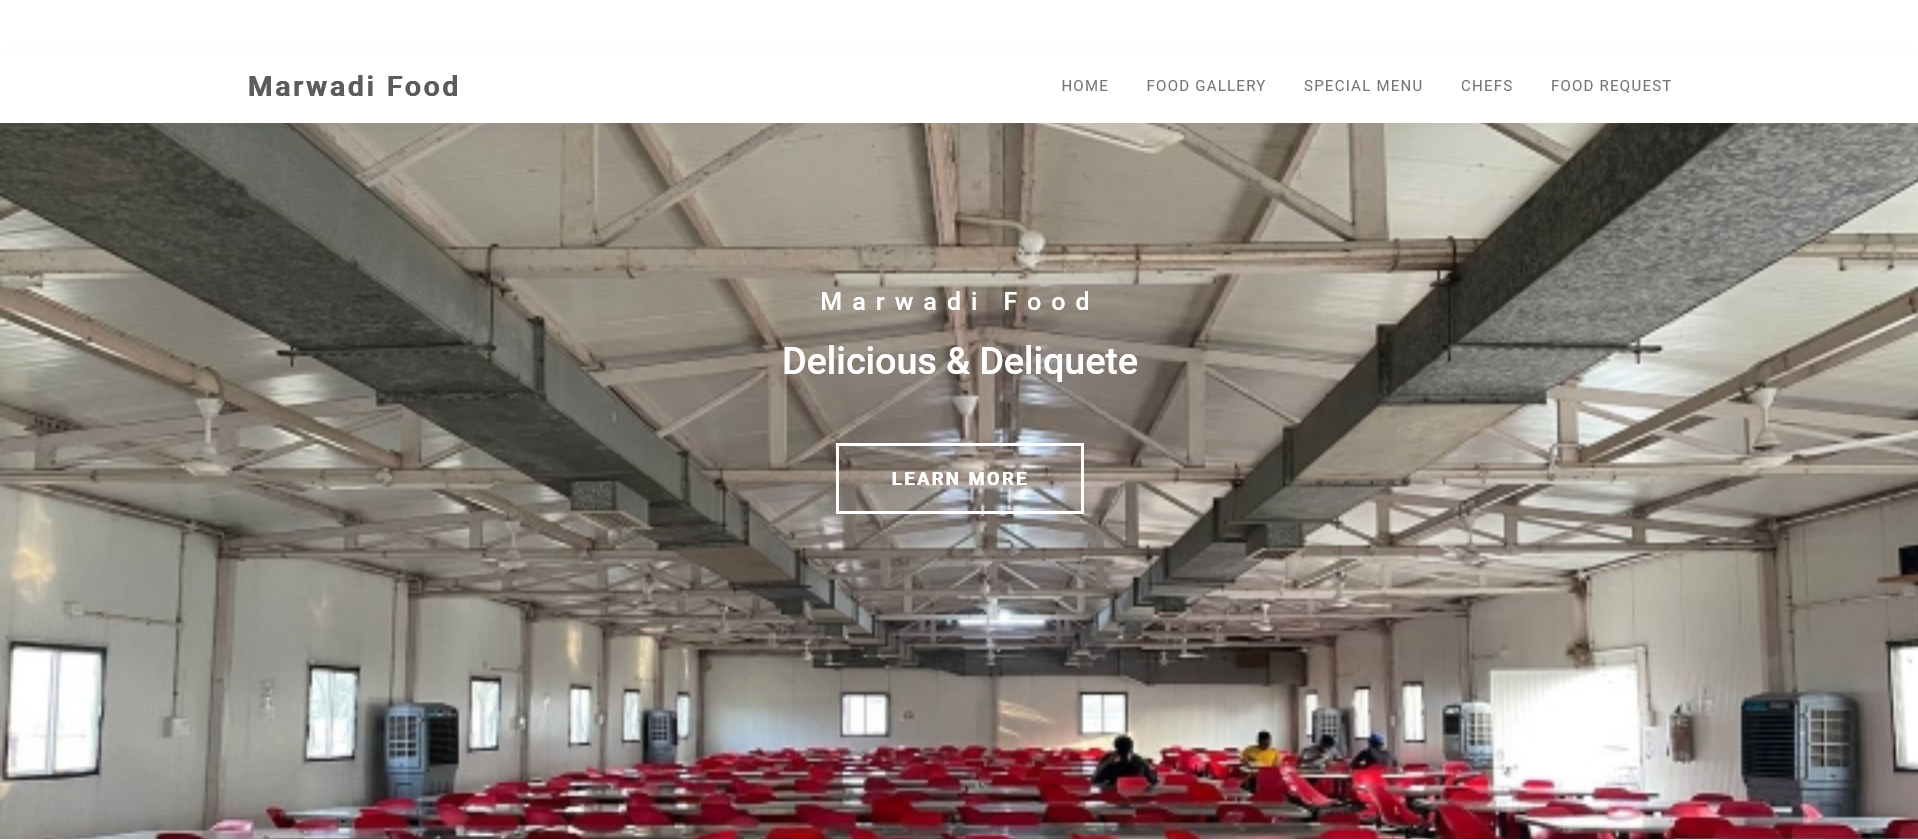 Marwadi Food
HOME FOOD GALLERY SPECIAL MENU CHEFS FOOD REQUEST
Marwadi Food
Delicious & Deliquete
LEARN MORE